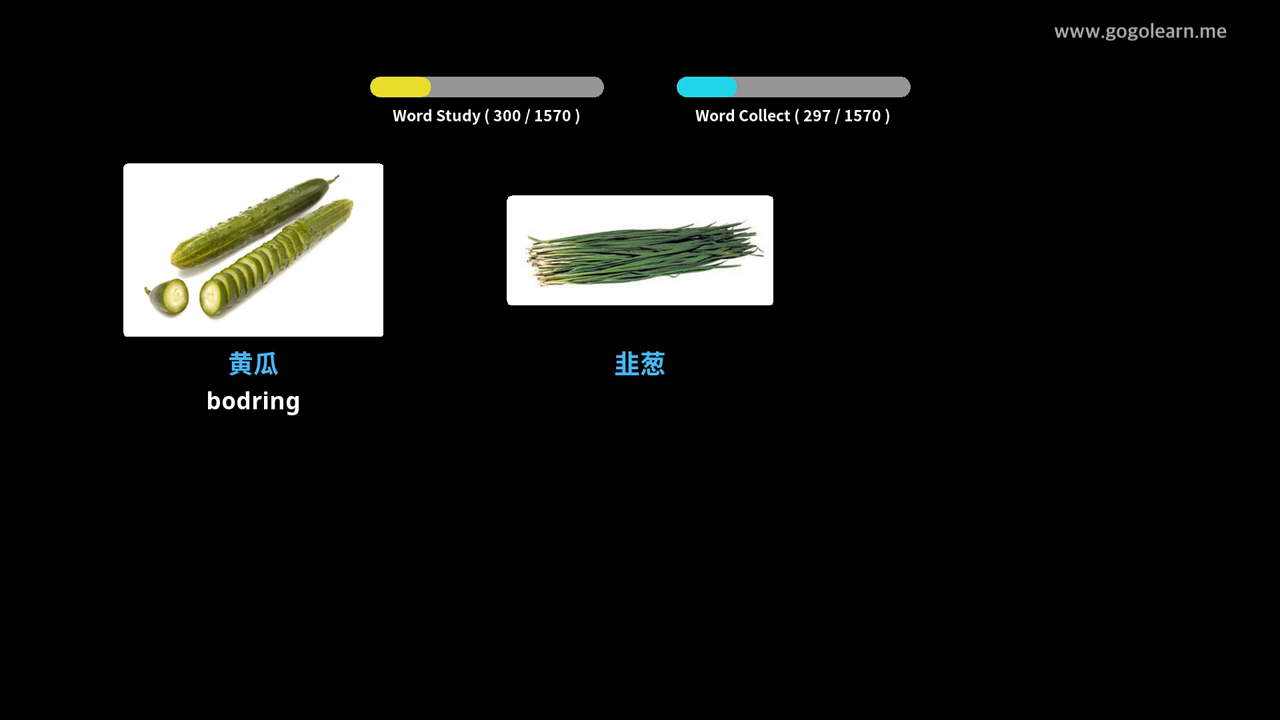 www.gogolearn.me
Word Study ( 300 / 1570 )
Word Collect ( 297 / 1570 )
黄瓜
韭葱
bodring